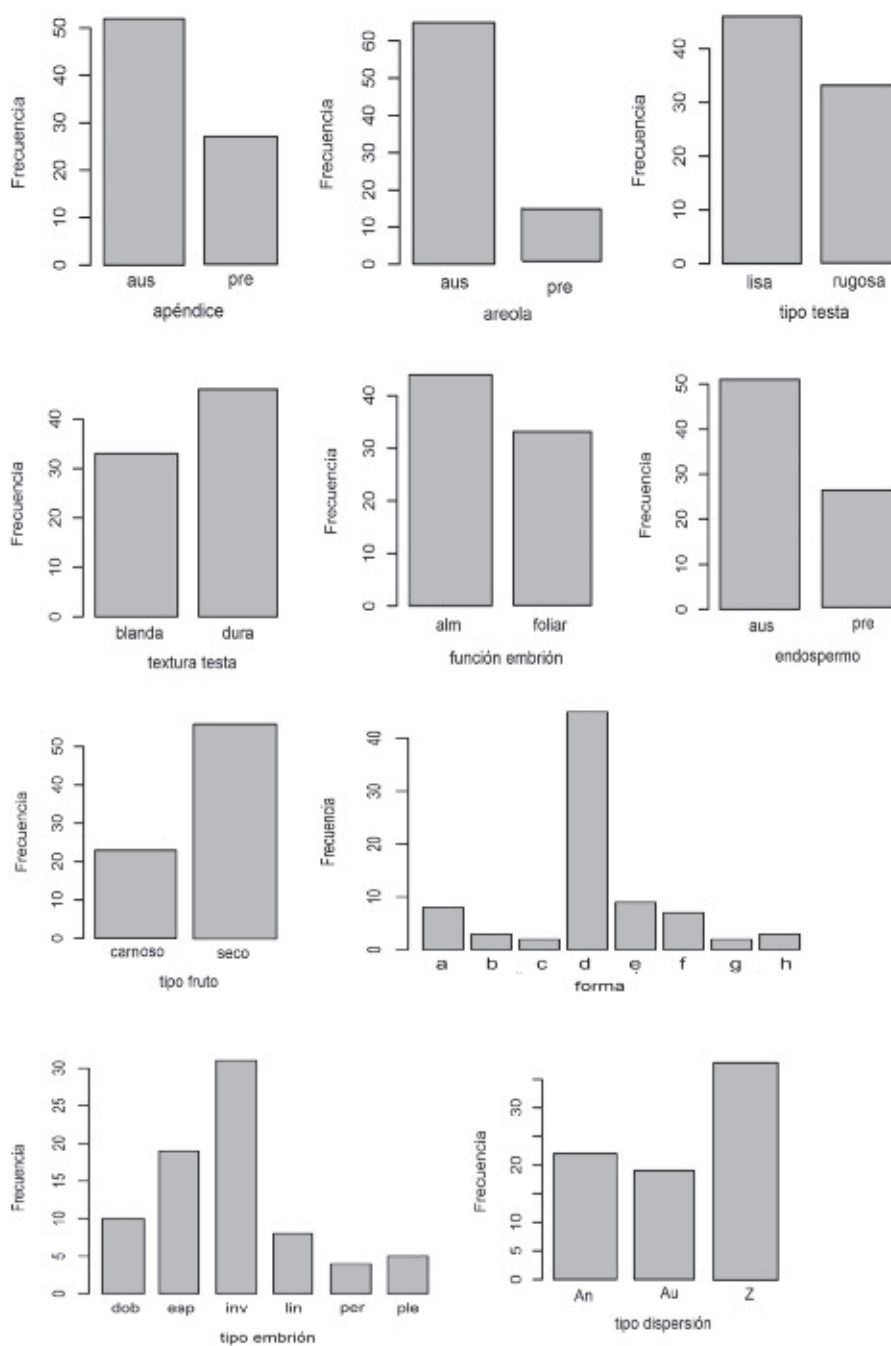 Frecuencia
0 10 20 30 40 50
aus pre
apéndice
Frecuencia
0 10 20 30 40 50 60
aus pre
areola
Frecuencia
0 10 20 30 40
lisa rugosa
tipo testa
Frecuencia
0 10 20 30 40
blanda dura
textura testa
Frecuencia
0 10 20 30 40
alm foliar
función embrión
Frecuencia
0 10 20 30 40 50
aus pre
endospermo
Frecuencia
0 10 20 30 40 50
carnoso seco
tipo fruto
Frecuencia
0 10 20 30 40
a b c d e f g h
forma
Frecuencia
0 5 10 15 20 25 30
dob esp inv lin per ple
tipo embrión
Frecuencia
0 5 10 20 30
An Au Z
tipo dispersión